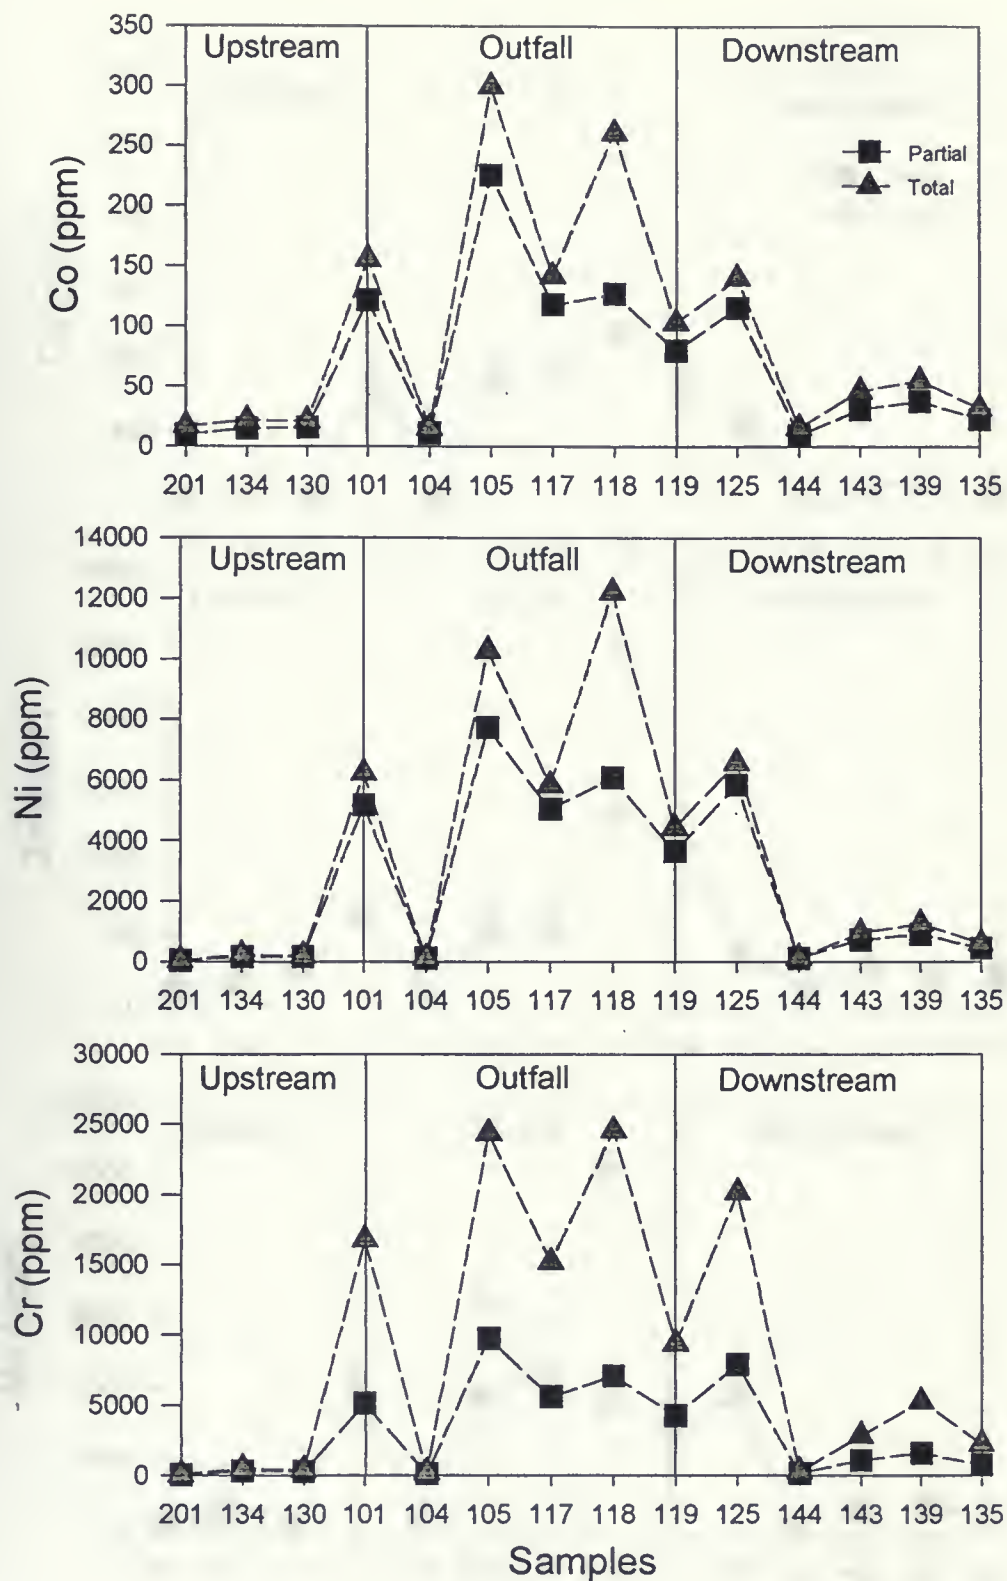 350
Upstream Outfall Downstream
300
250
Partial
200
Total
150
100
50
0
Co (ppm)
201 134 130 101 104 105 117 118 119 125 144 143 139 135
14000
Upstream Outfall Downstream
12000
10000
8000
6000
4000
2000
0
Ni (ppm)
201 134 130 101 104 105 117 118 119 125 144 143 139 135
30000
Upstream Outfall Downstream
25000
20000
15000
10000
5000
0
Cr (ppm)
201 134 130 101 104 105 117 118 119 125 144 143 139 135
Samples